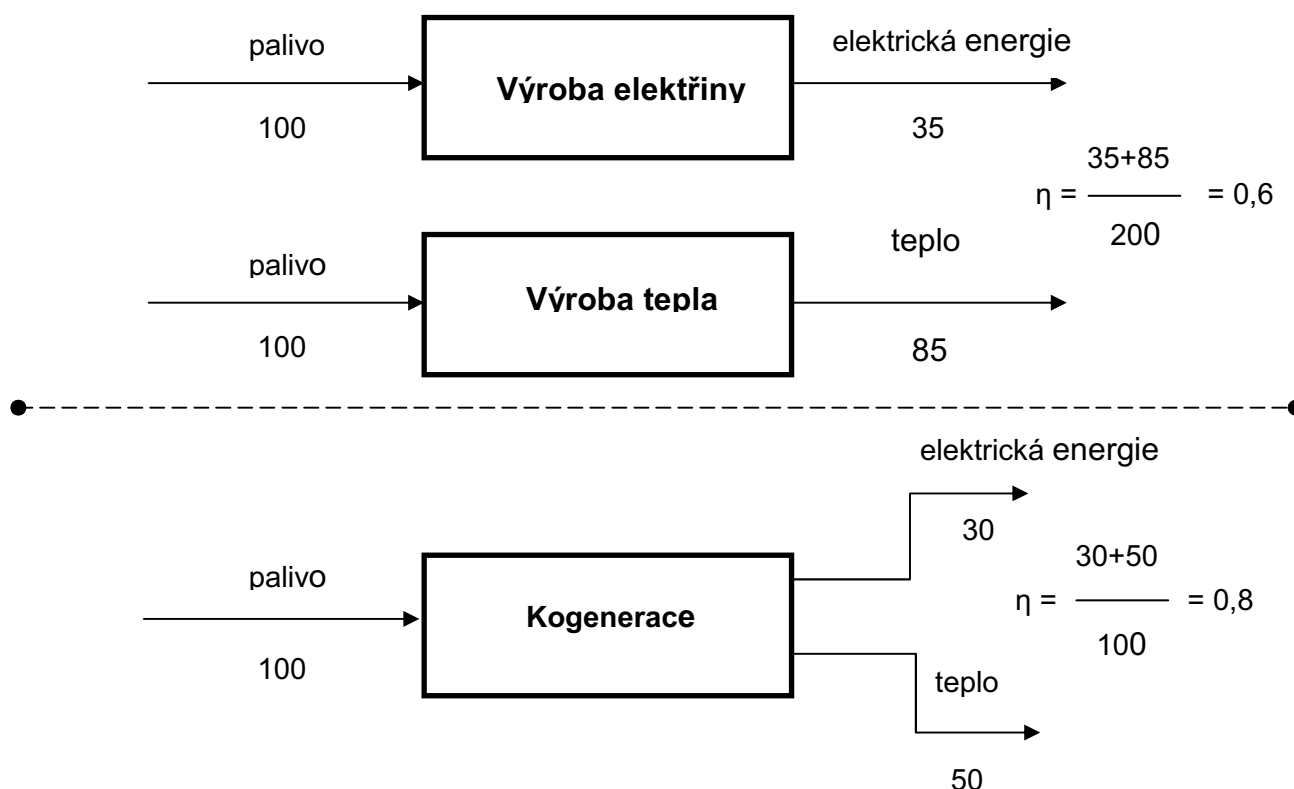 palivo
100
Výroba elektřiny
elektrická energie
35
palivo
100
Výroba tepla
teplo
85
35+85
η = = 0,6
200
palivo
100
Kogenerace
elektrická energie
30
teplo
50
30+50
η = = 0,8
100